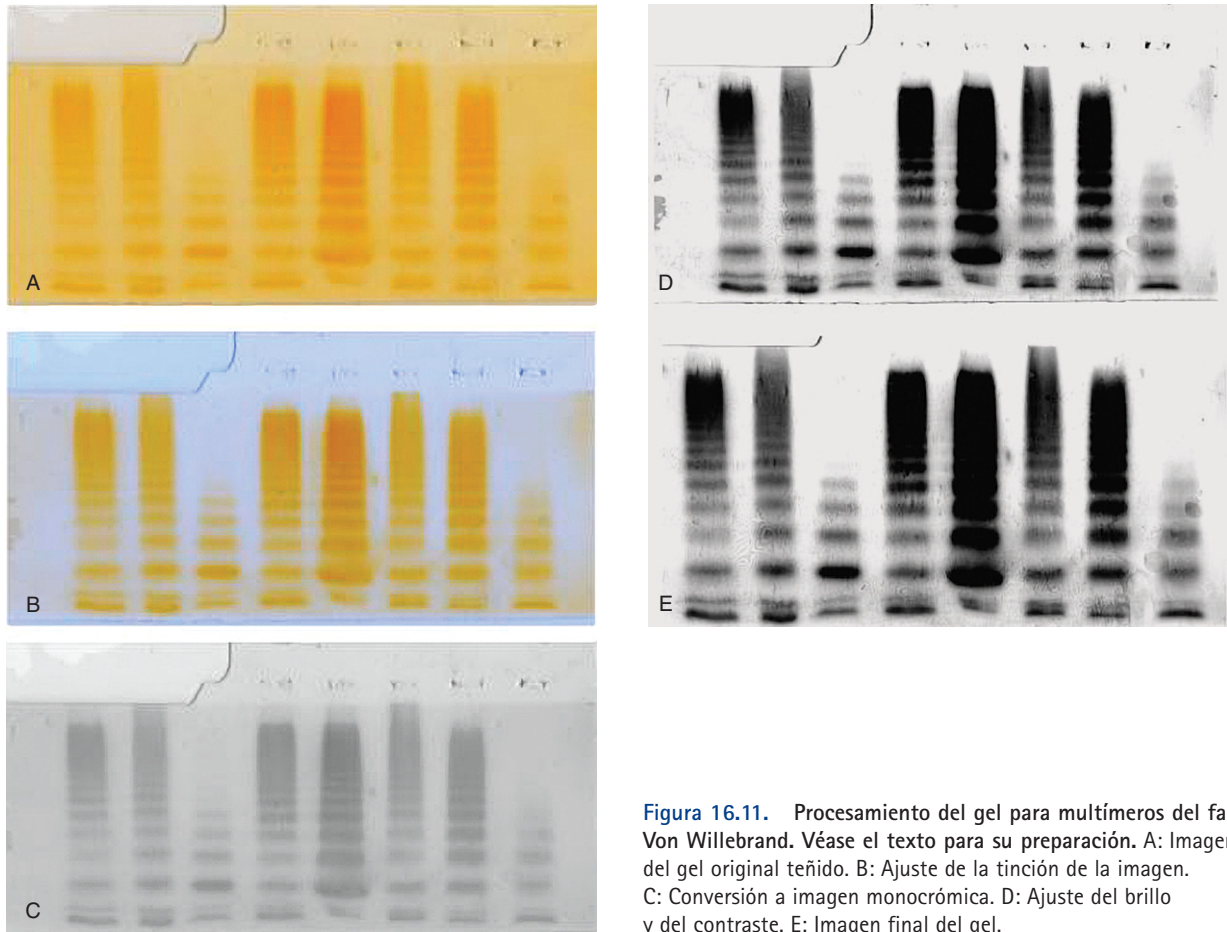 A
B
C
D
E
Figura 16.11. Procesamiento del gel para multímeros del fa
Von Willebrand. Véase el texto para su preparación. A: Imagen
del gel original teñido. B: Ajuste de la tinción de la imagen.
C: Conversión a imagen monocrómica. D: Ajuste del brillo
y del contraste. E: Imagen final del gel.